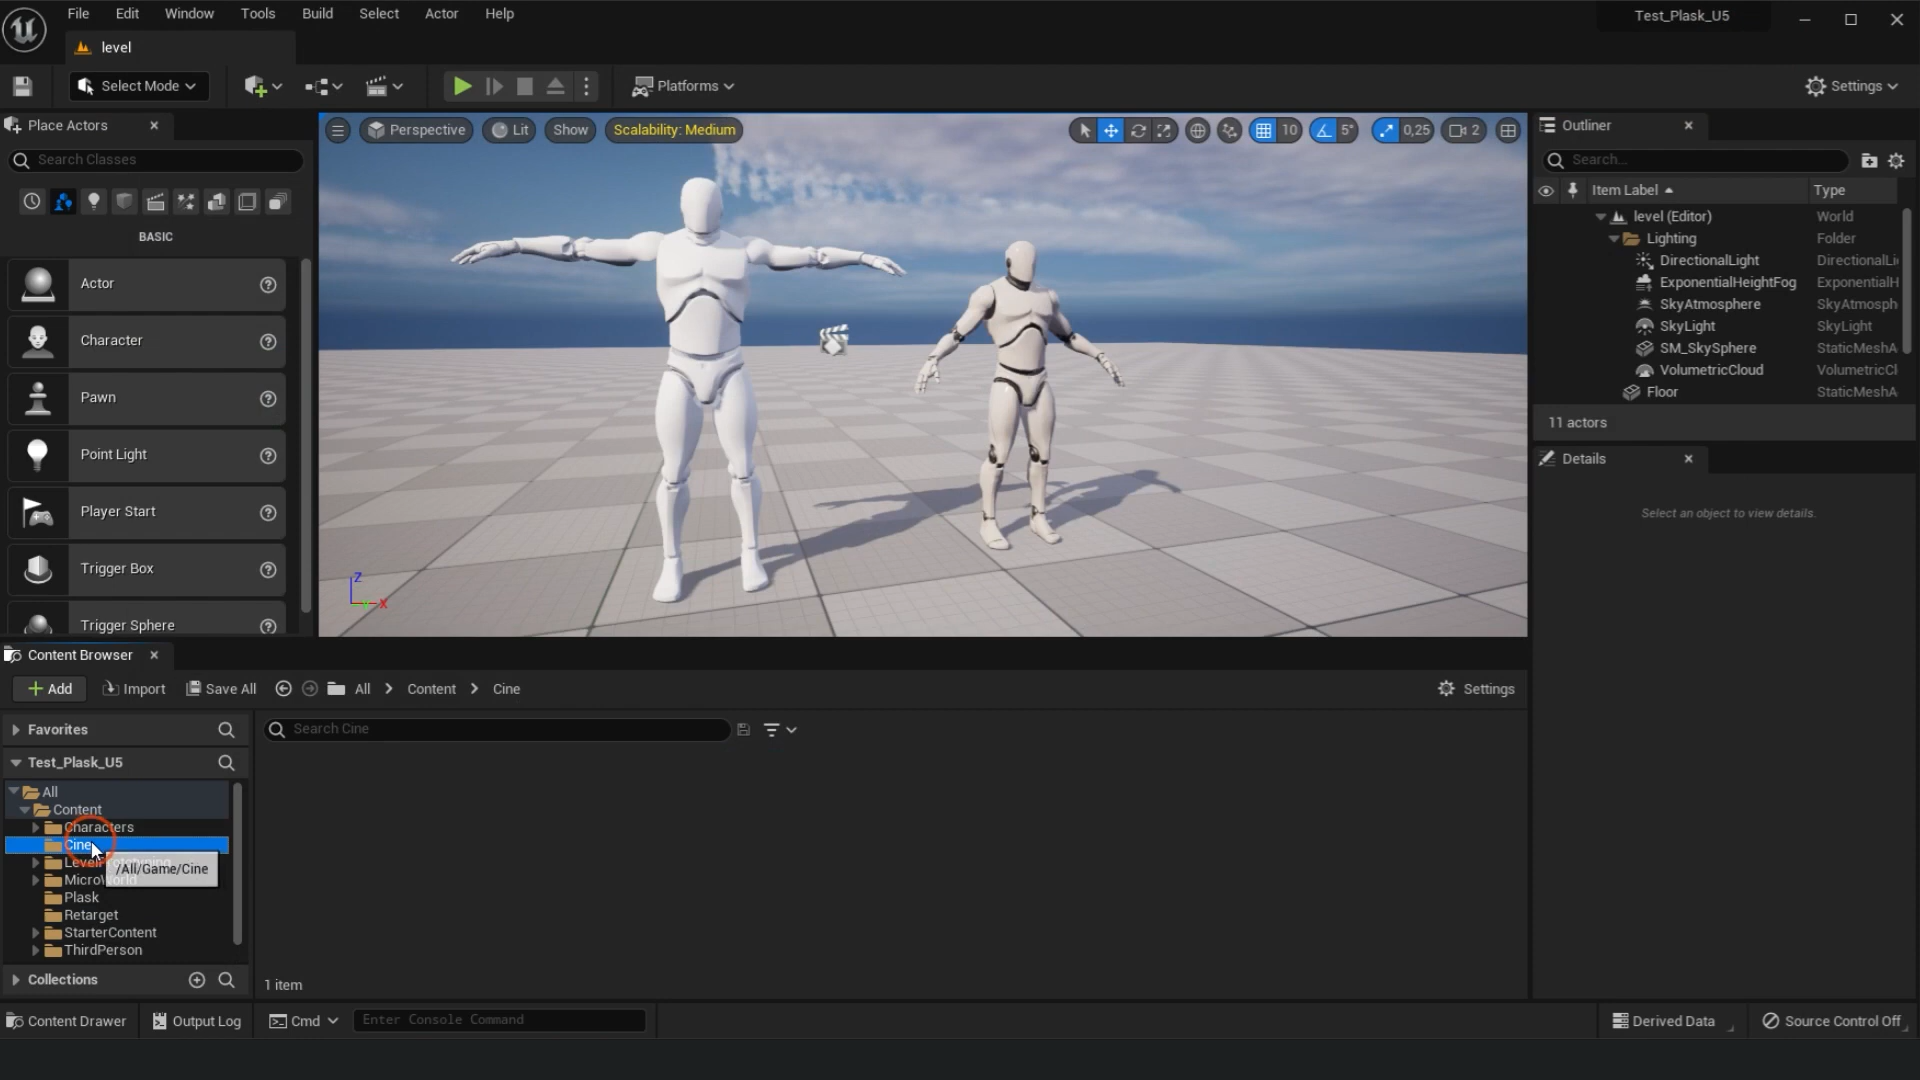 File Edit Window Tools Build Select Actor Help
Test_Plask_U5
level
Select Mode
Platforms
Settings
Place Actors
Search Classes
BASIC
Actor
Character
Pawn
Point Light
Player Start
Trigger Box
Trigger Sphere
Perspective Lit Show Scalability: Medium
10 5° 0,25 2
Z
X
Outliner
Search...
Item Label Type
level (Editor) World
Lighting Folder
DirectionalLight DirectionalLi
ExponentialHeightFog ExponentialH
SkyAtmosphere SkyAtmosph
SkyLight SkyLight
SM_SkySphere StaticMeshA
VolumetricCloud VolumetricCl
Floor StaticMeshA
11 actors
Details
Select an object to view details.
Content Browser
Add Import Save All All > Content > Cine Settings
Favorites
Search Cine
Test_Plask_U5
All
Content
Characters
Cine
/All/Game/Cine
Plask
Retarget
StarterContent
ThirdPerson
Collections
1 item
Content Drawer Output Log Cmd Enter Console Command
Derived Data Source Control Off